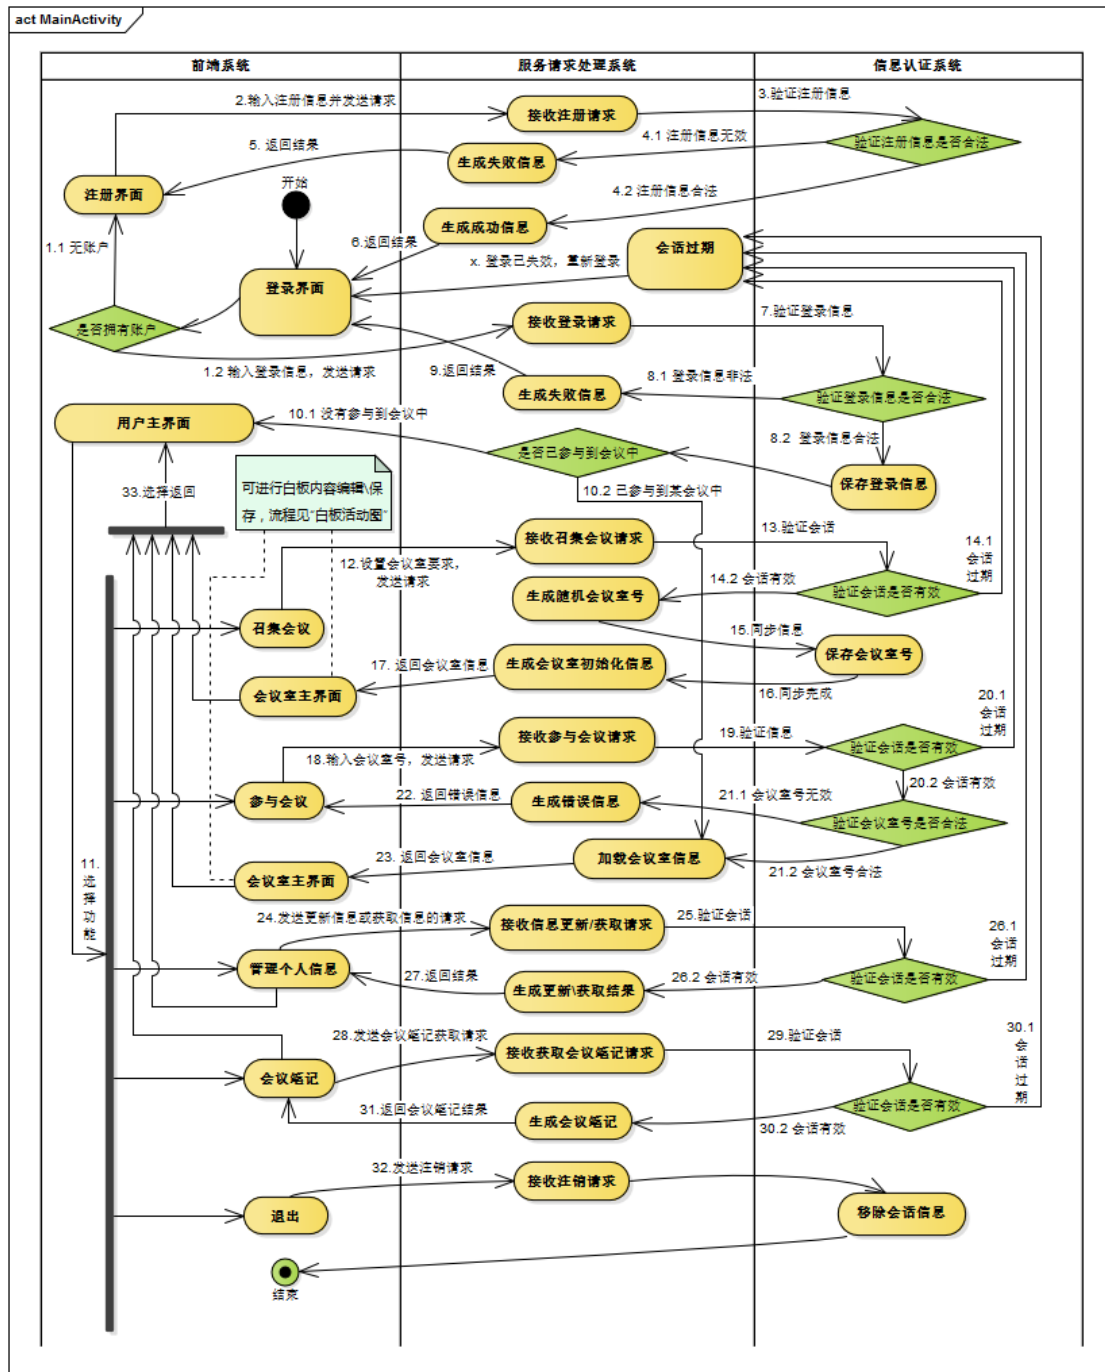 act MainActivity
前端系统
服务请求处理系统
信息认证系统
2.输入注册信息并发送请求
接收注册请求
3.验证注册信息
验证注册信息是否合法
4.1 注册信息无效
5. 返回结果
生成失败信息
注册界面
开始
4.2 注册信息合法
生成成功信息
1.1 无账户
6.返回结果
会话过期
x. 登录已失效，重新登录
登录界面
是否拥有账户
接收登录请求
7.验证登录信息
1.2 输入登录信息，发送请求
9.返回结果
8.1 登录信息非法
生成失败信息
验证登录信息是否合法
用户主界面
10.1 没有参与到会议中
8.2 登录信息合法
是否已参与到会议中
保存登录信息
33.选择返回
可进行白板内容编辑\保
存，流程见“白板活动图”
10.2 已参与到某会议中
接收召集会议请求
13.验证会话
14.1
会话
过期
12.设置会议室要求，
发送请求
14.2 会话有效
验证会话是否有效
生成随机会议室号
召集会议
15.同步信息
保存会议室号
17. 返回会议室信息
生成会议室初始化信息
会议室主界面
16.同步完成
20.1
会话
过期
接收参与会议请求
19.验证信息
验证会话是否有效
18.输入会议室号，发送请求
20.2 会话有效
参与会议
22. 返回错误信息
生成错误信息
21.1 会议室号无效
验证会议室号是否合法
23. 返回会议室信息
加载会议室信息
21.2 会议室号合法
11.
选
择
功
能
会议室主界面
24.发送更新信息或获取信息的请求
接收信息更新/获取请求
25.验证会话
26.1
会话
过期
管理个人信息
27.返回结果
生成更新\获取结果
26.2 会话有效
验证会话是否有效
28.发送会议笔记获取请求
接收获取会议笔记请求
29.验证会话
30.1
会
话
过
期
会议笔记
31.返回会议笔记结果
生成会议笔记
验证会话是否有效
30.2 会话有效
32.发送注销请求
接收注销请求
退出
移除会话信息
结束